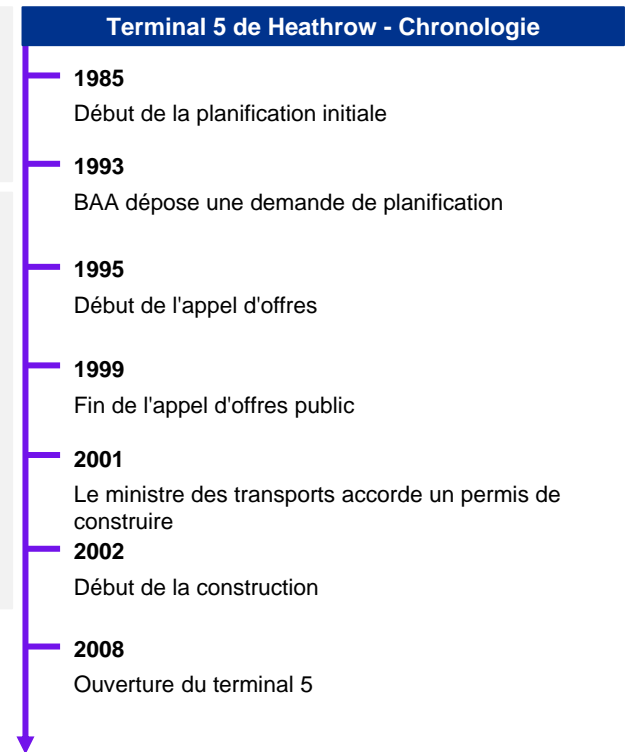 Terminal 5 de Heathrow - Chronologie
1985
Début de la planification initiale
1993
BAA dépose une demande de planification
1995
Début de l'appel d'offres
1999
Fin de l'appel d'offres public
2001
Le ministre des transports accorde un permis de
construire
2002
Début de la construction
2008
Ouverture du terminal 5